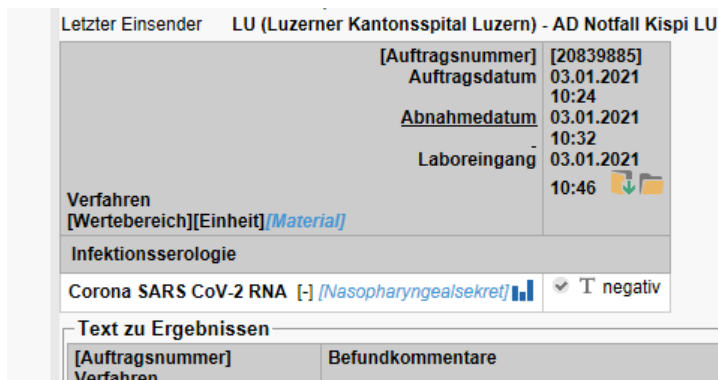 Letzter Einsender LU (Luzerner Kantonsspital Luzern) - AD Notfall Kispi LU
[Auftragsnummer] [20839885]
Auftragsdatum 03.01.2021
10:24
Abnahmedatum 03.01.2021
10:32
Laboreingang 03.01.2021
10:46
Verfahren
[Wertebereich][Einheit][Material]
Infektionsserologie
Corona SARS CoV-2 RNA [-] [Nasopharyngealsekret] T negativ
Text zu Ergebnissen
[Auftragsnummer] Befundkommentare
Verfahren